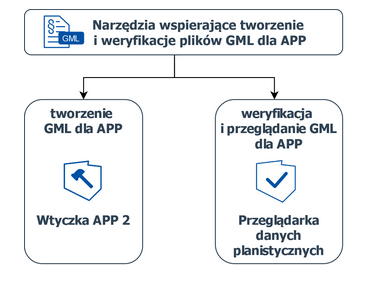 Narzędzia wspierające tworzenie
i weryfikacje plików GML dla APP
§
GML
tworzenie
GML dla APP
Wtyczka APP 2
weryfikacja
i przeglądanie GML
dla APP
Przeglądarka
danych
planistycznych